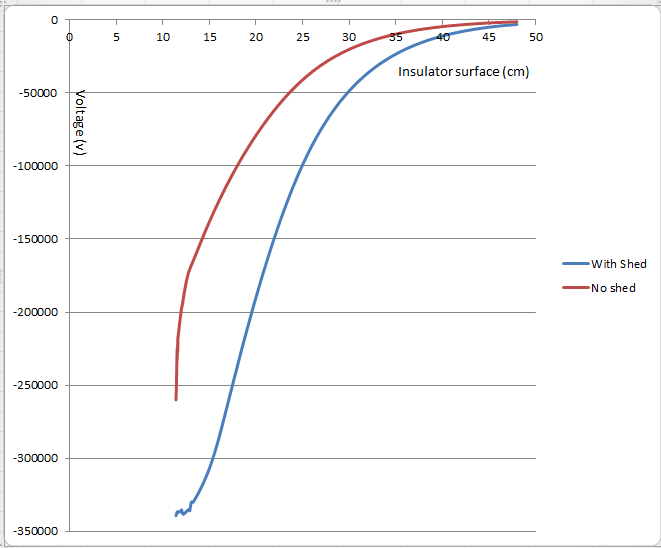 0
0 5 10 15 20 25 30 35 40 45 50
Insulator surface (cm)
Voltage (v)
-50000
-100000
-150000
-200000
-250000
-300000
-350000
With Shed
No shed